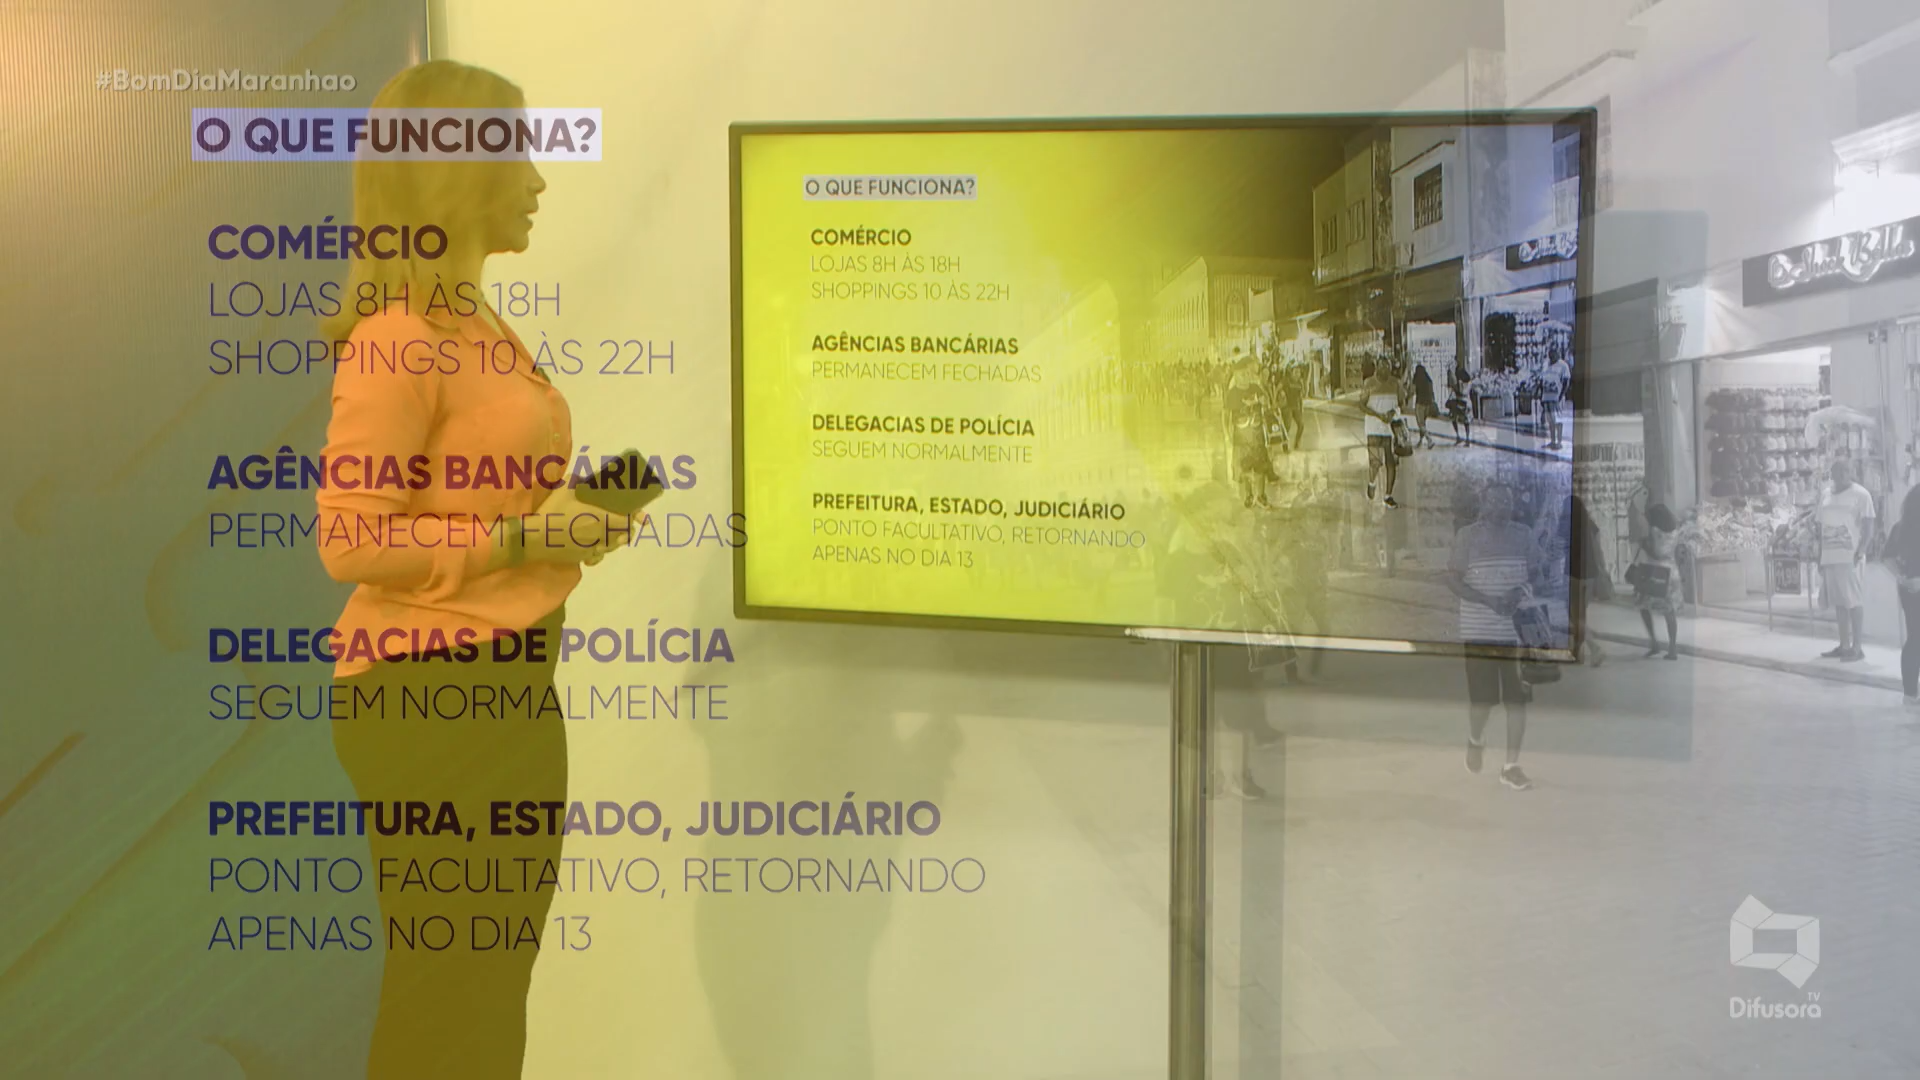 #BomDiaMaranhao
O QUE FUNCIONA?
COMÉRCIO
LOJAS 8H ÀS 18H
SHOPPINGS 10 ÀS 22H
AGÊNCIAS BANCÁRIAS
PERMANECEM FECHADAS
DELEGACIAS DE POLÍCIA
SEGUEM NORMALMENTE
PREFEITURA, ESTADO, JUDICIÁRIO
PONTO FACULTATIVO, RETORNANDO
APENAS NO DIA 13
O QUE FUNCIONA?
COMÉRCIO
LOJAS 8H ÀS 18H
SHOPPINGS 10 ÀS 22H
AGÊNCIAS BANCÁRIAS
PERMANECEM FECHADAS
DELEGACIAS DE POLÍCIA
SEGUEM NORMALMENTE
PREFEITURA, ESTADO, JUDICIÁRIO
PONTO FACULTATIVO, RETORNANDO
APENAS NO DIA 13
TV
Difusora